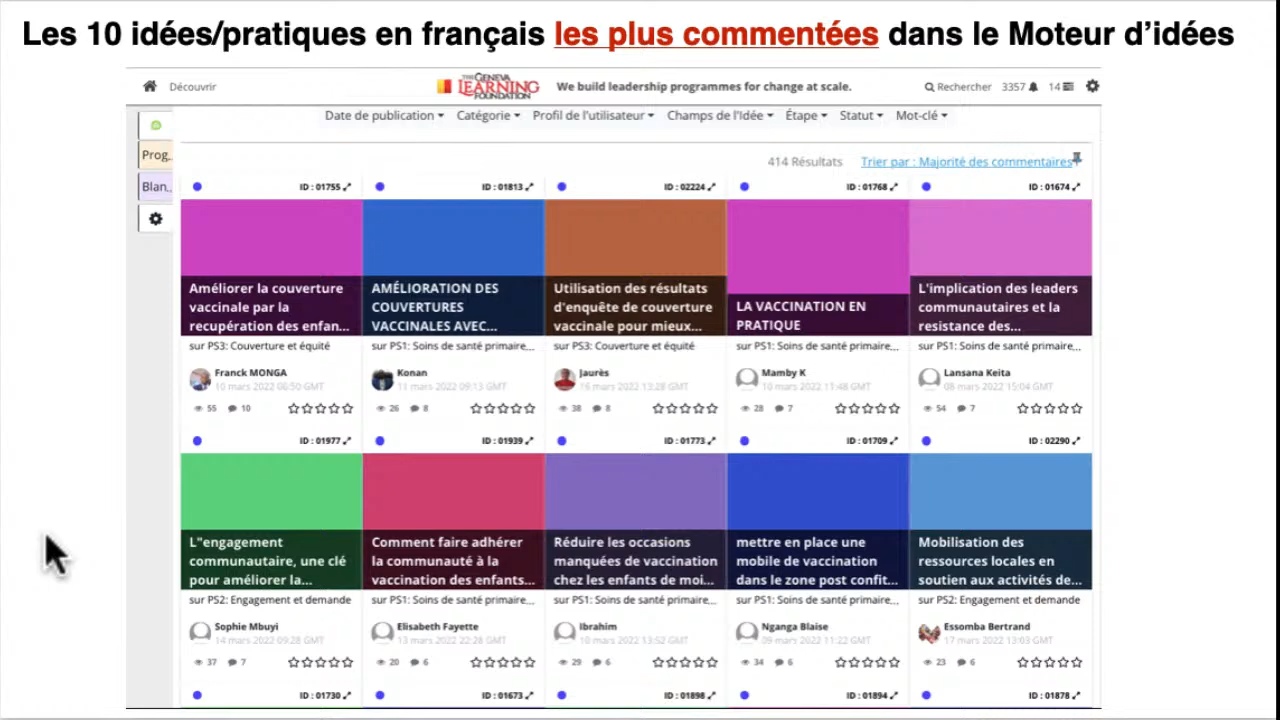 Les 10 idées/pratiques en français les plus commentées dans le Moteur d'idées
Découvrir
THE GENEVA LEARNING FOUNDATION
We build leadership programmes for change at scale.
Rechercher 3357 14
Date de publication Catégorie Profil de l'utilisateur Champs de l'Idée Étape Statut Mot-clé
Prog..
Blan..
414 Résultats Trier par : Majorité des commentaires
ID : 01755 ID : 01813 ID : 02224 ID : 01768 ID : 01674
Améliorer la couverture
vaccinale par la
recupération des enfan...
sur PS3: Couverture et équité
Franck MONGA
10 mars 2022 06:50 GMT
55 10
AMÉLIORATION DES
COUVERTURES
VACCINALES AVEC...
sur PS1: Soins de santé primaire...
Konan
11 mars 2022 09:13 GMT
26 8
Utilisation des résultats
d'enquête de couverture
vaccinale pour mieux...
sur PS3: Couverture et équité
Jaurès
mars 2022 13:28 GMT
38 8
LA VACCINATION EN
PRATIQUE
sur PS1: Soins de santé primaire...
Mamby K
10 mars 2022 11:48 GMT
28 7
L'implication des leaders
communautaires et la
resistance des...
sur PS1: Soins de santé primaire...
Lansana Keita
08 mars 2022 15:04 GMT
54 7
ID : 01977 ID : 01939 ID : 01773 ID : 01709 ID : 02290
L"engagement
communautaire, une clé
pour améliorer la...
sur PS2: Engagement et demande
Sophie Mbuyi
14 mars 2022 09:28 GMT
37 7
Comment faire adhérer
la communauté à la
vaccination des enfants...
sur PS1: Soins de santé primaire...
Elisabeth Fayette
13 mars 2022 22:28 GMT
20 6
Réduire les occasions
manquées de vaccination
chez les enfants de moi...
sur PS1: Soins de santé primaire...
Ibrahim
10 mars 2022 13:52 GMT
29 6
mettre en place une
mobile de vaccination
dans le zone post confit...
sur PS1: Soins de santé primaire...
Nganga Blaise
09 mars 2022 11:22 GMT
34 6
Mobilisation des
ressources locales en
soutien aux activités de...
sur PS2: Engagement et demande
Essomba Bertrand
17 mars 2022 13:03 GMT
23 6
ID : 01730 ID : 01673 ID : 01898 ID : 01894 ID : 01878